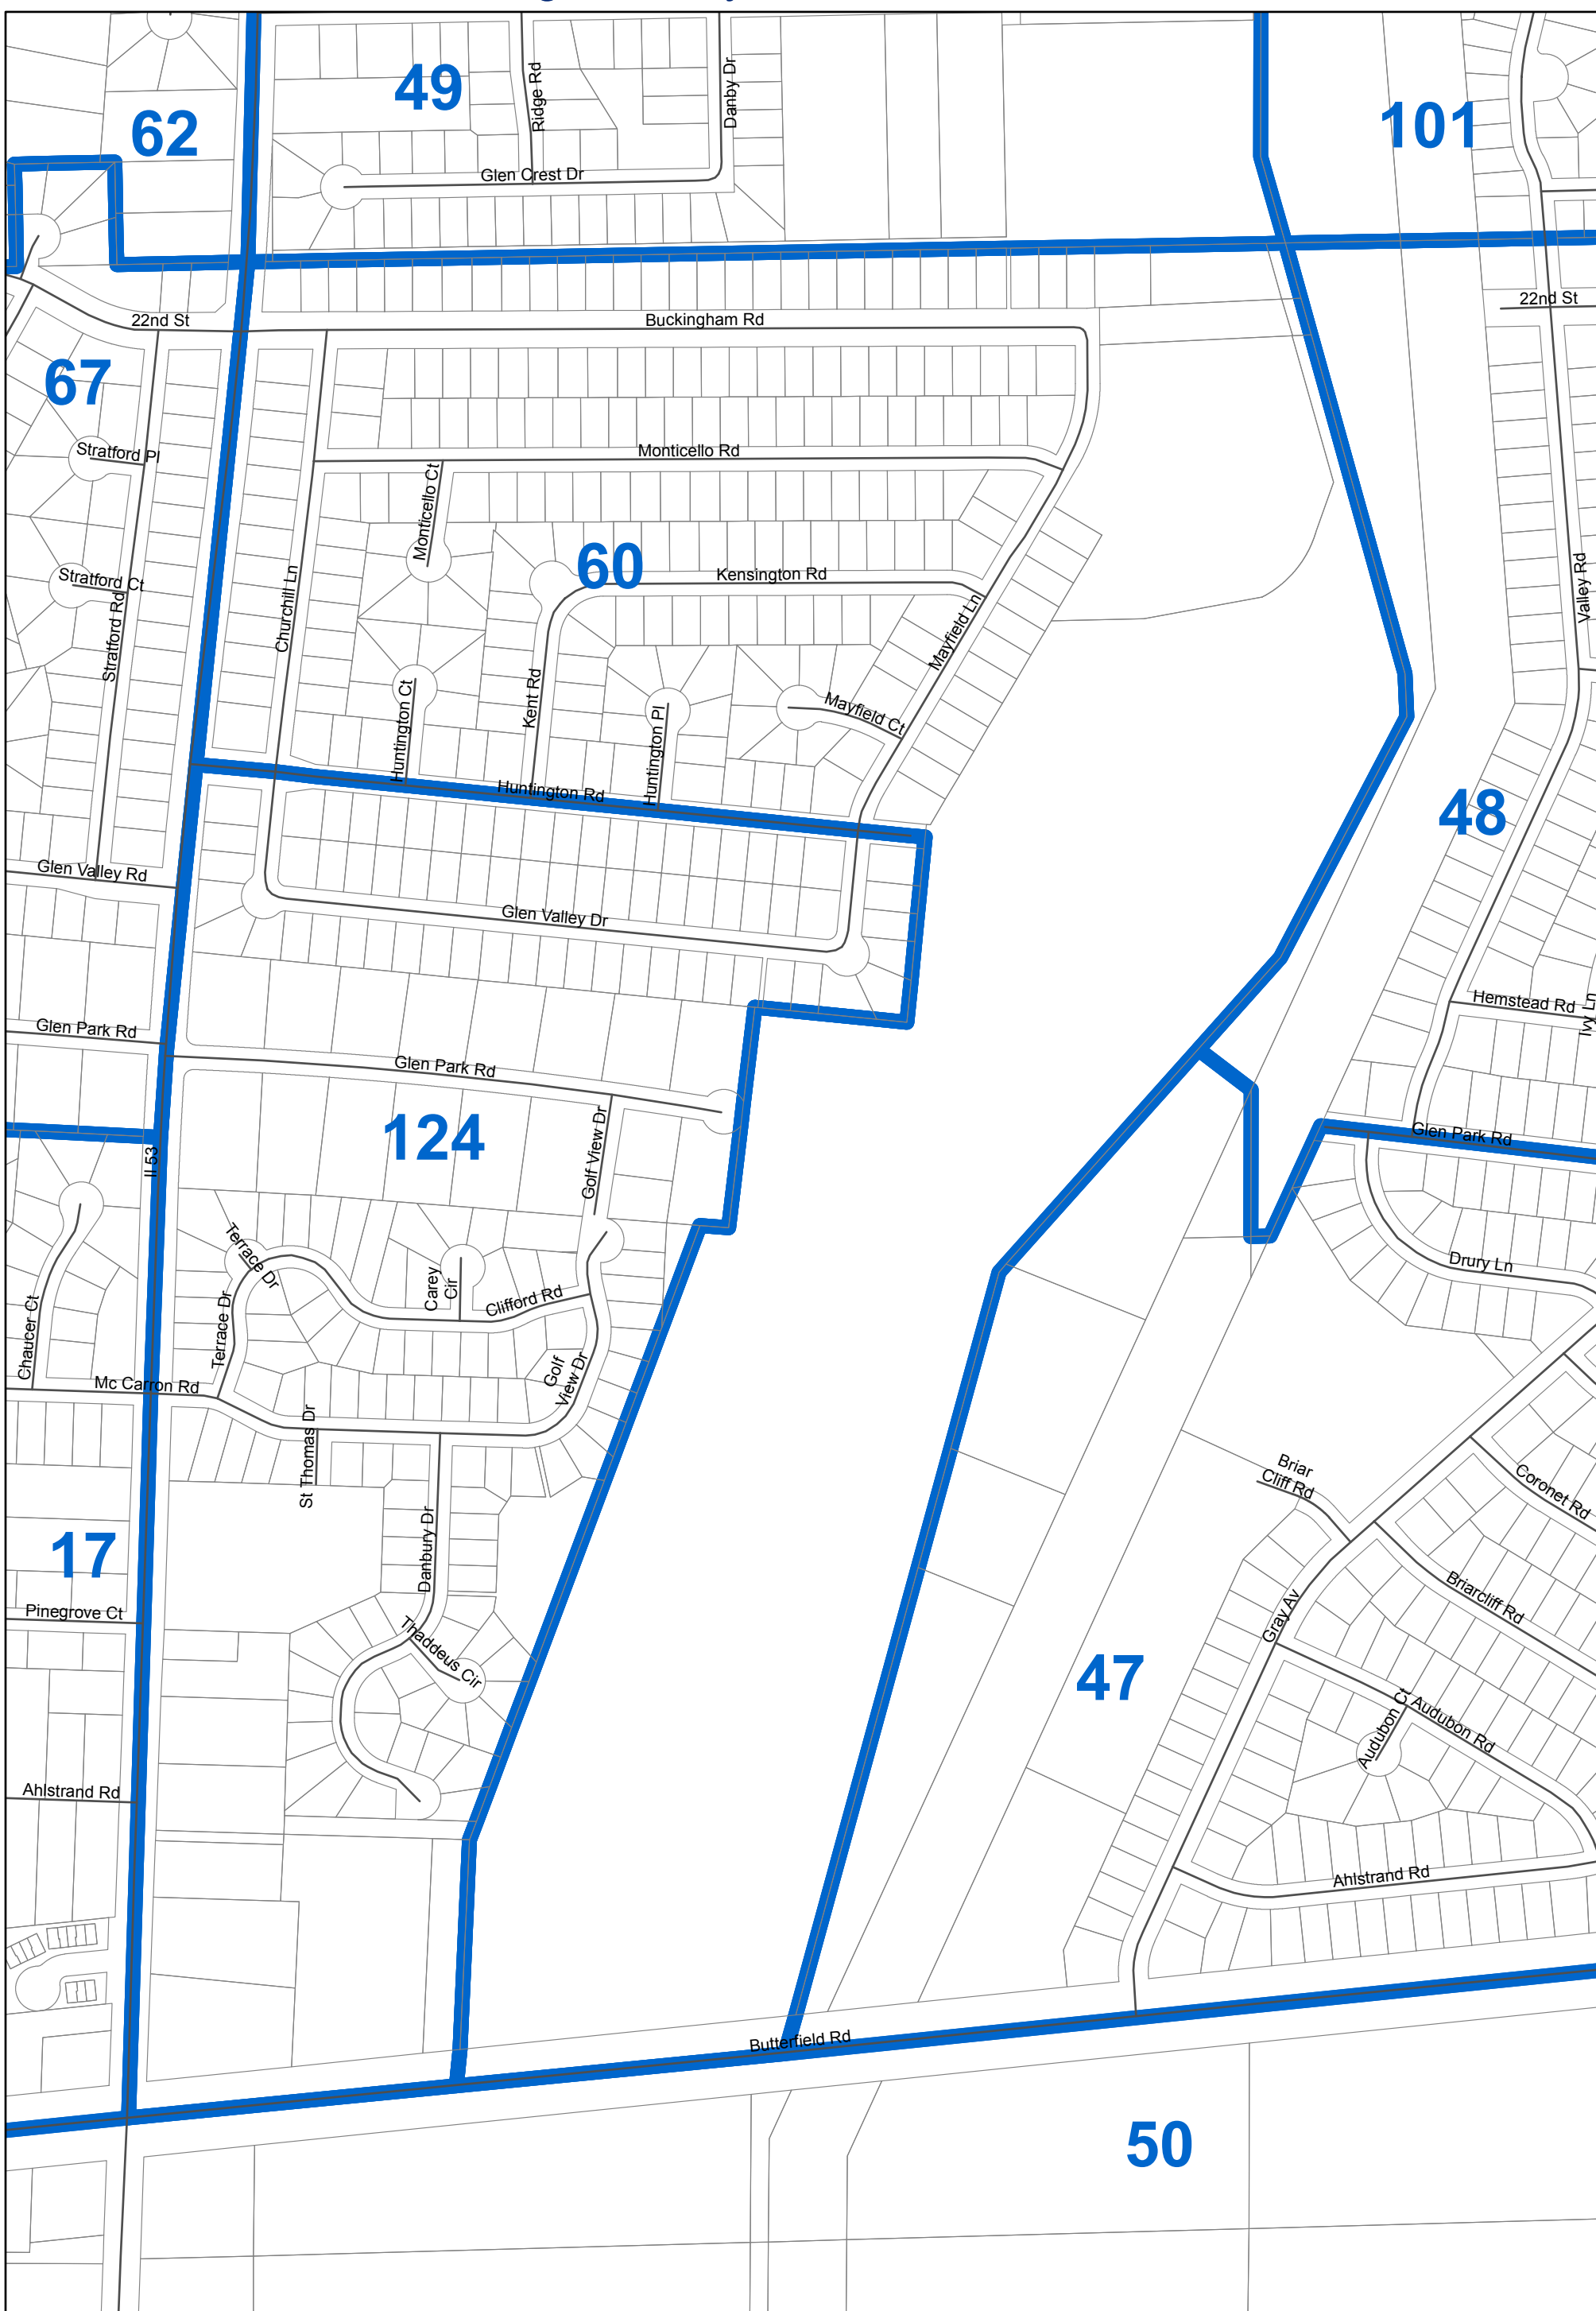 49
62
101
Ridge Rd
Danby Dr
Glen Crest Dr
22nd St
Buckingham Rd
22nd St
67
Stratford Pl
Monticello Rd
Monticello Ct
60
Kensington Rd
Stratford Ct
Stratford Rd
Churchill Ln
Mayfield Ln
Valley Rd
Huntington Ct
Kent Rd
Huntington Pl
Mayfield Ct
Huntington Rd
48
Glen Valley Rd
Glen Valley Dr
Hemstead Rd
Ivy Ln
Glen Park Rd
Glen Park Rd
124
Glen Park Rd
Il 53
Golf View Dr
Terrace Dr
Carey
Cir
Clifford Rd
Drury Ln
Chaucer Ct
Terrace Dr
Golf
View Dr
Mc Carron Rd
St Thomas Dr
Briar
Cliff Rd
Coronet Rd
17
Danbury Dr
Pinegrove Ct
Thaddeus Cir
Gray Av
Briarcliff Rd
47
Audubon Ct
Audubon Rd
Ahlstrand Rd
Ahlstrand Rd
Butterfield Rd
50